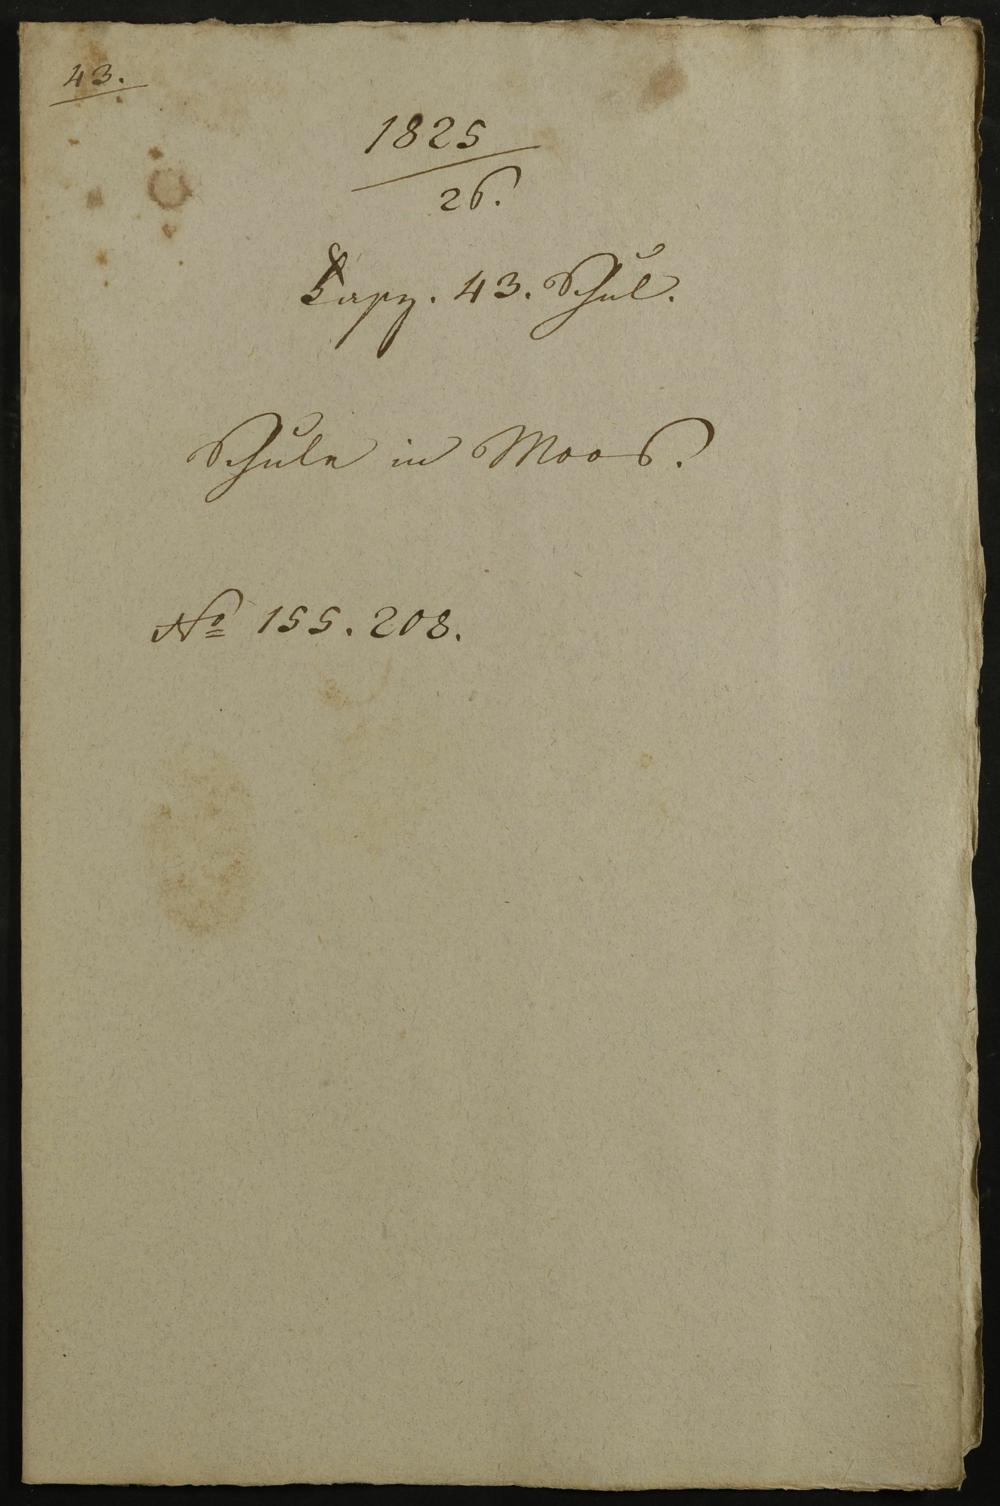 43.
1825
26.
Fasz. 43. Schul.
Schule in Moos.
No 155. 208.